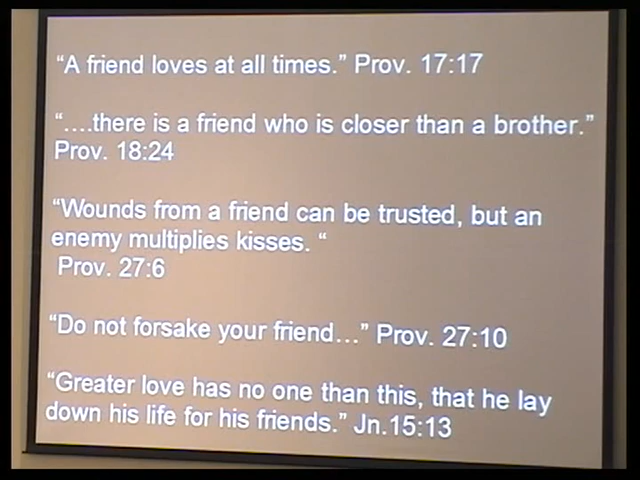 “A friend loves at all times.” Prov. 17:17
“....there is a friend who is closer than a brother.”
Prov. 18:24
“Wounds from a friend can be trusted, but an
enemy multiplies kisses. “
Prov. 27:6
“Do not forsake your friend…” Prov. 27:10
“Greater love has no one than this, that he lay
down his life for his friends.” Jn.15:13